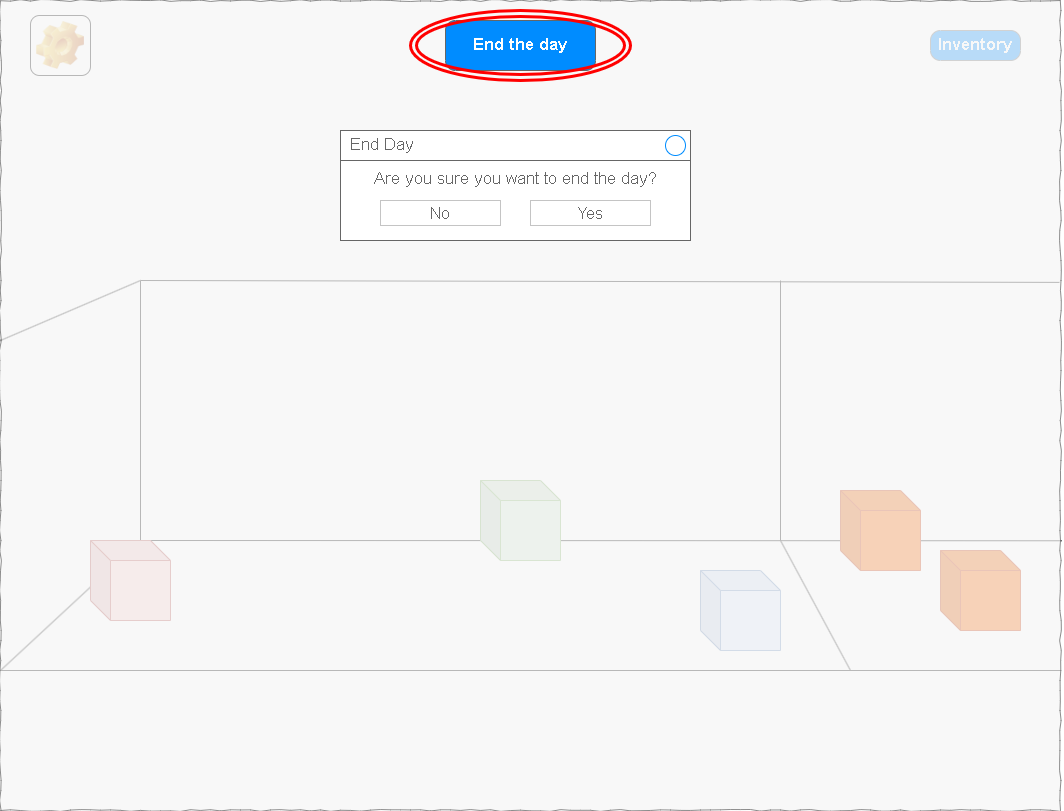 End the day
Inventory
End Day
Are you sure you want to end the day?
No
Yes